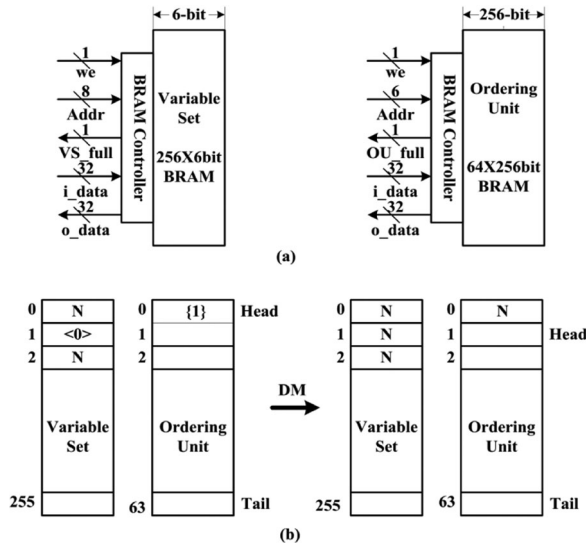 6-bit
256-bit
1
we
8
Addr
1
VS_full
32
i_data
32
o_data
BRAM Controller
Variable
Set
256X6bit
BRAM
1
we
6
Addr
1
OU_full
32
i_data
32
o_data
BRAM Controller
Ordering
Unit
64X256bit
BRAM
(a)
0 N
1 <0>
2 N
Variable
Set
255
0 {1} Head
1
2
Ordering
Unit
63 Tail
DM
0 N
1 N
2 N
Variable
Set
255
0 N
1 Head
2
Ordering
Unit
63 Tail
(b)